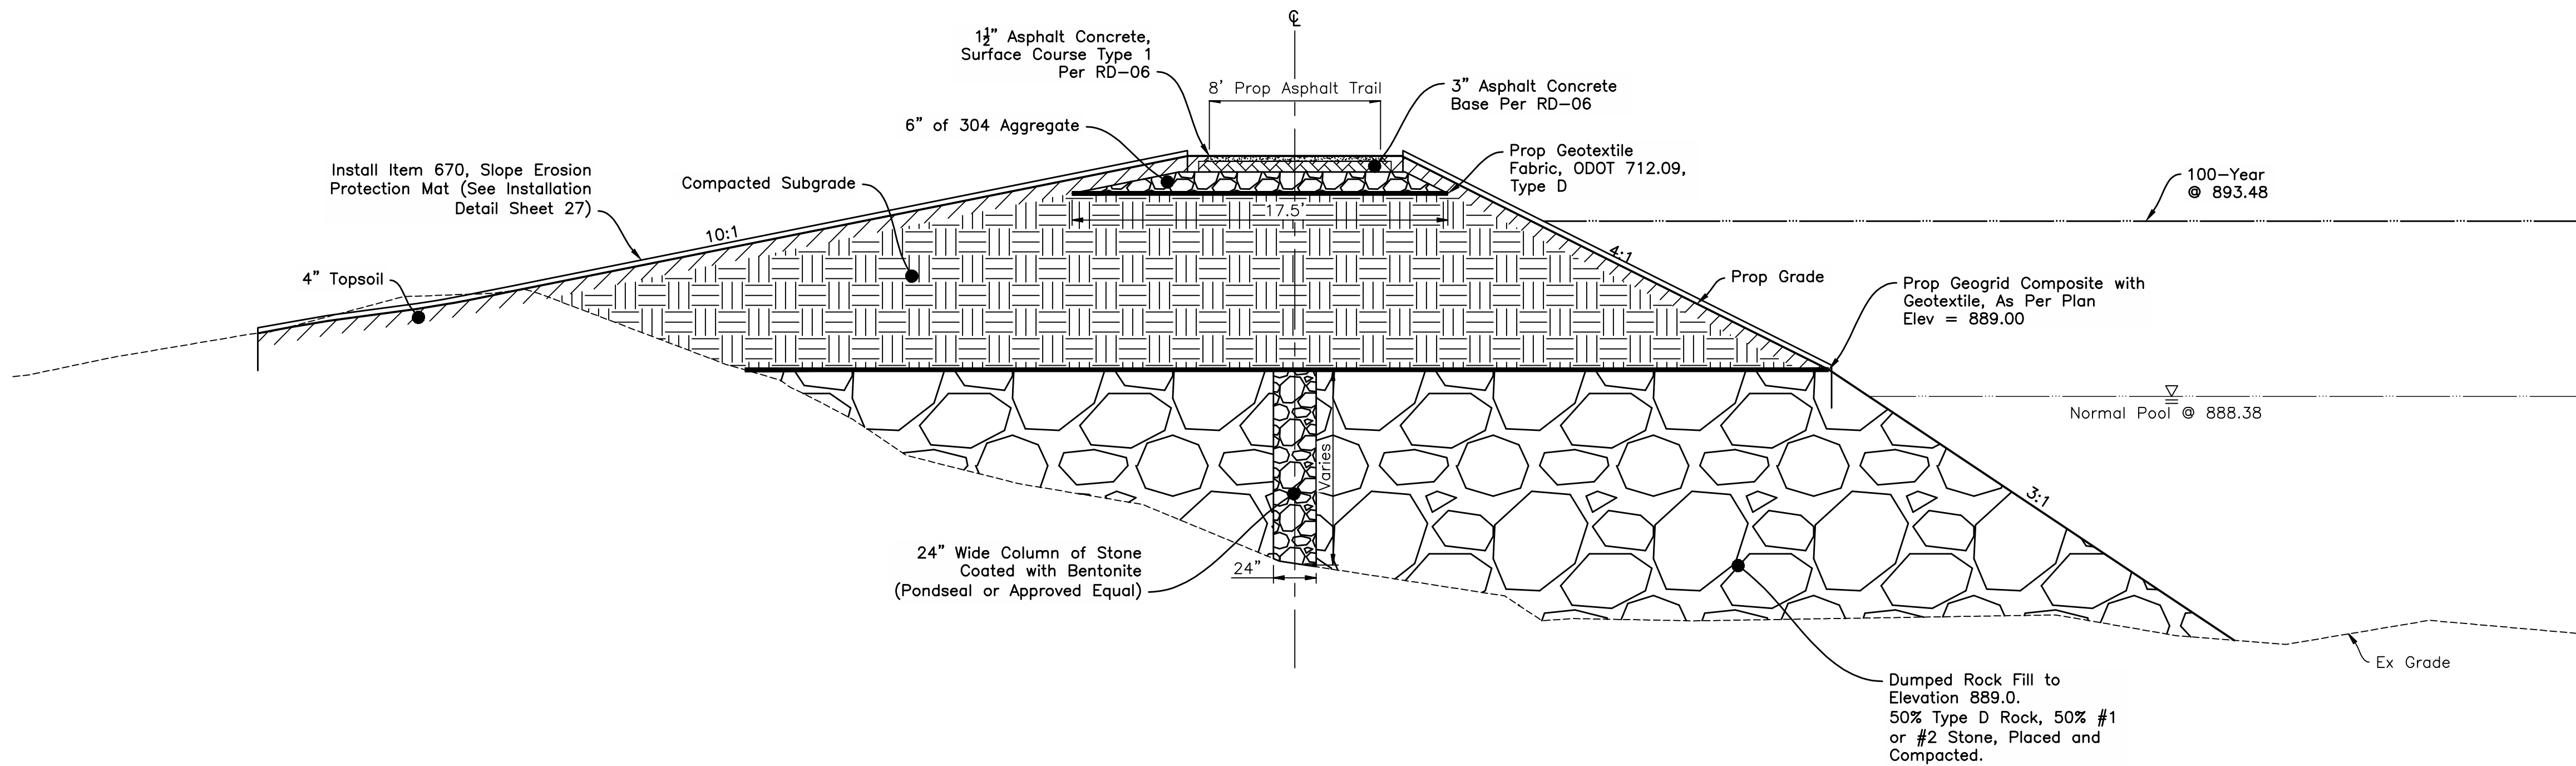 ℄
1½” Asphalt Concrete,
Surface Course Type 1
Per RD-06
8’ Prop Asphalt Trail
3” Asphalt Concrete
Base Per RD-06
6” of 304 Aggregate
Prop Geotextile
Fabric, ODOT 712.09,
Type D
Install Item 670, Slope Erosion
Protection Mat (See Installation
Detail Sheet 27)
Compacted Subgrade
100-Year
@ 893.48
17.5’
10:1
4:1
4” Topsoil
Prop Grade
Prop Geogrid Composite with
Geotextile, As Per Plan
Elev = 889.00
Normal Pool @ 888.38
Varies
3:1
24” Wide Column of Stone
Coated with Bentonite
(Pondseal or Approved Equal)
24”
Ex Grade
Dumped Rock Fill to
Elevation 889.0.
50% Type D Rock, 50% #1
or #2 Stone, Placed and
Compacted.